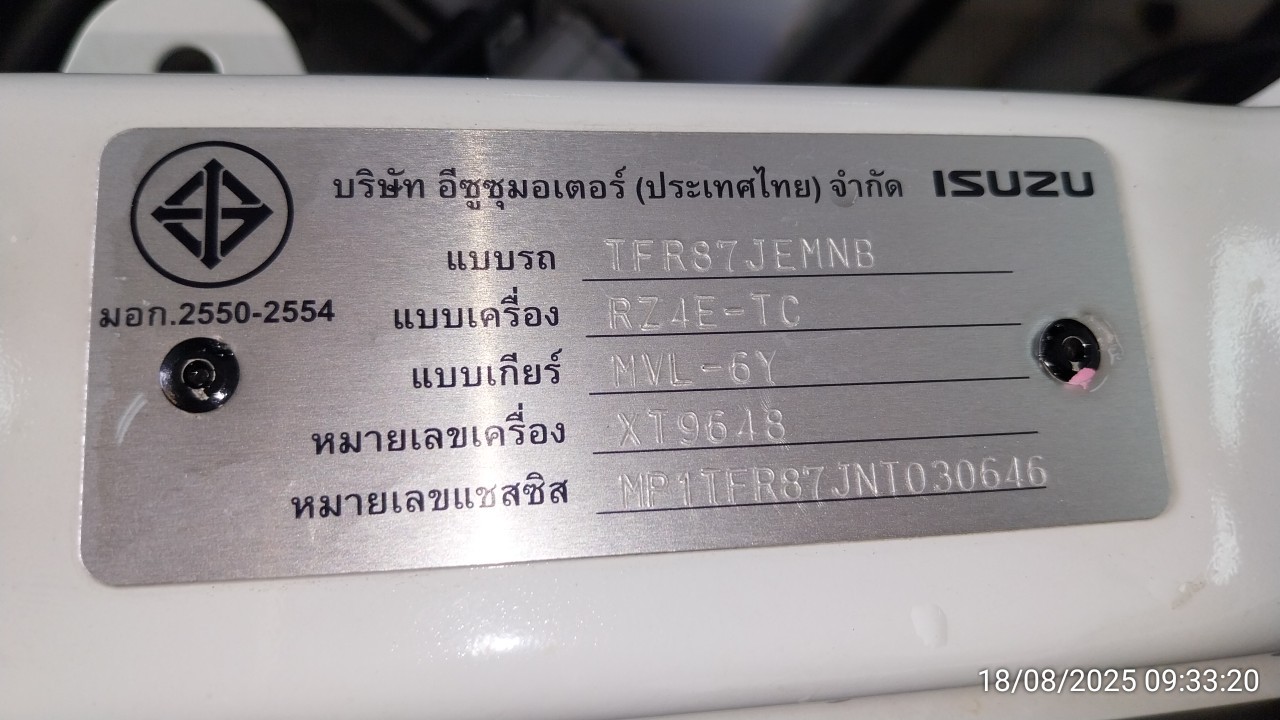 บริษัท อีซูซุมอเตอร์ (ประเทศไทย) จำกัด ISUZU
แบบรถ TFR87JEMNB
มอก.2550-2554
แบบเครื่อง RZ4E-TC
แบบเกียร์ MVL-6Y
หมายเลขเครื่อง XT9648
หมายเลขแชสซิส MP1TFR87JNT030646
18/08/2025 09:33:20